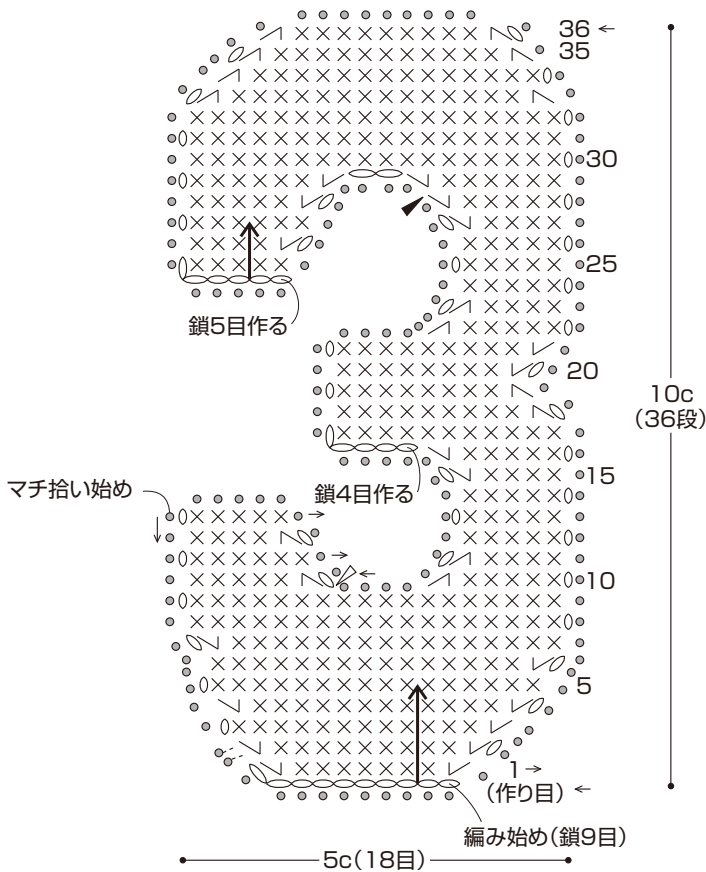 36 ←
35
30
25
鎖5目作る
20
10c
（36段）
15
マチ拾い始め
鎖4目作る
10
5
1→
（作り目）←
編み始め（鎖9目）
5c（18目）